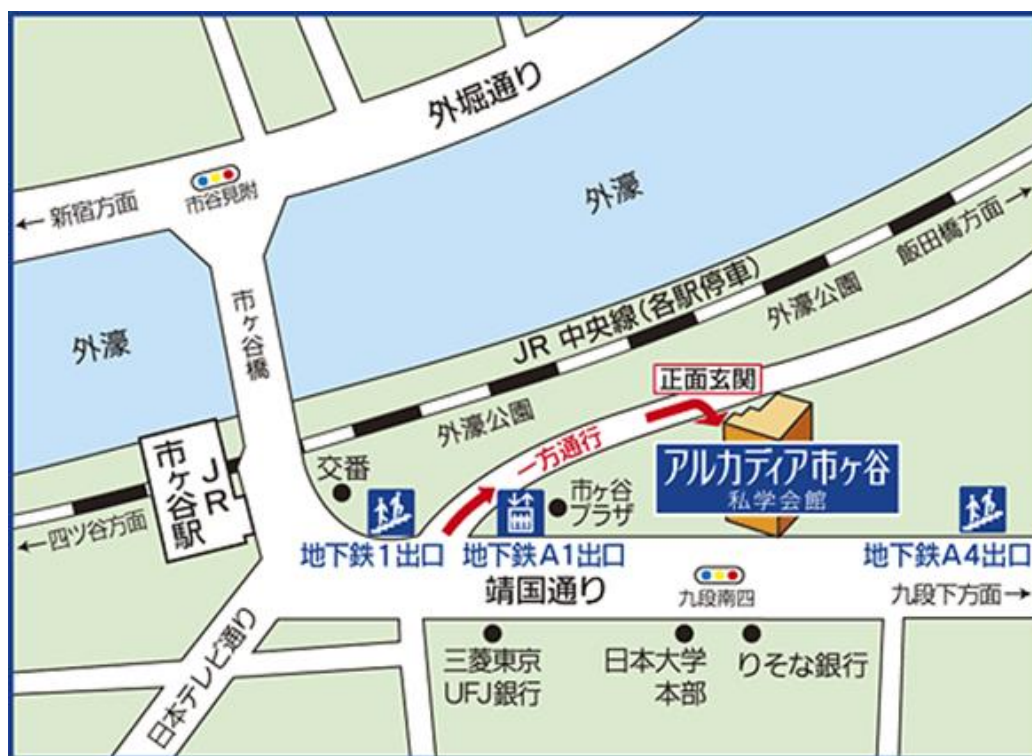 外堀通り
市谷見附
← 新宿方面
外濠
飯田橋方面 →
市ヶ谷橋
外濠
JR 中央線(各駅停車)
外濠公園
正面玄関
外濠公園
一方通行
JR
市ヶ谷駅
交番
市ヶ谷
プラザ
アルカディア市ヶ谷
私学会館
← 四ツ谷方面
地下鉄1出口
地下鉄A1出口
地下鉄A4出口
靖国通り
九段南四
九段下方面 →
日本テレビ通り
三菱東京
UFJ銀行
日本大学
本部
りそな銀行